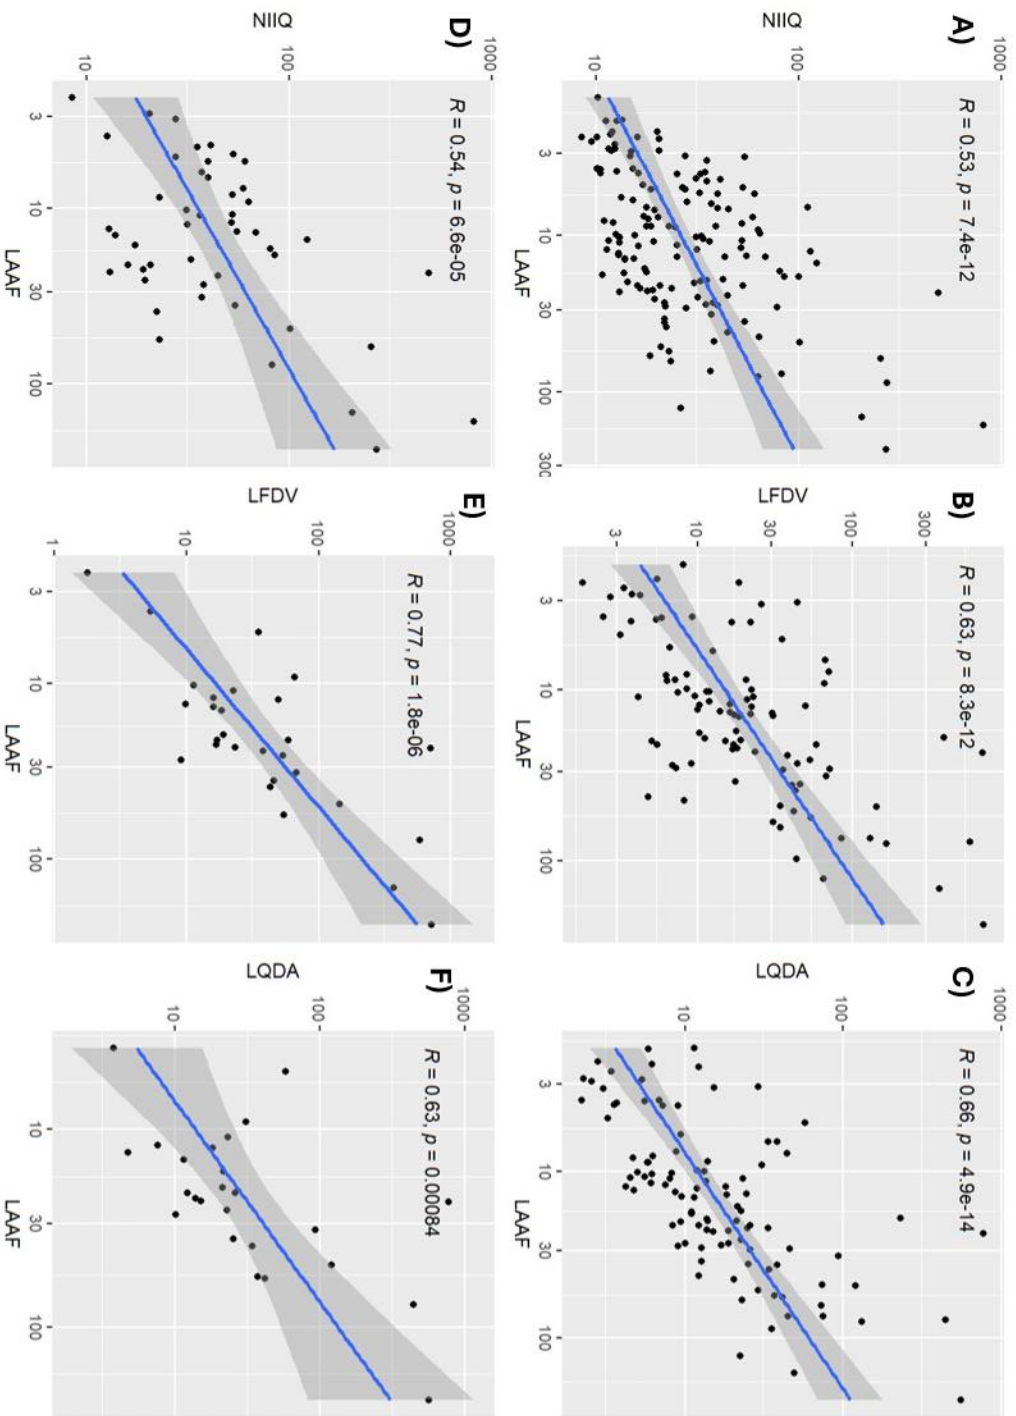 A)
R = 0.53, p = 7.4e-12
1000
100
10
NIIQ
3
10
30
100
300
LAAF
B)
R = 0.63, p = 8.3e-12
300
100
30
10
3
LFDV
3
10
30
100
LAAF
C)
R = 0.66, p = 4.9e-14
1000
100
10
LQDA
3
10
30
100
LAAF
D)
R = 0.54, p = 6.6e-05
1000
100
10
NIIQ
3
10
30
100
LAAF
E)
R = 0.77, p = 1.8e-06
1000
100
10
1
LFDV
3
10
30
100
LAAF
F)
R = 0.63, p = 0.00084
1000
100
10
LQDA
10
30
100
LAAF